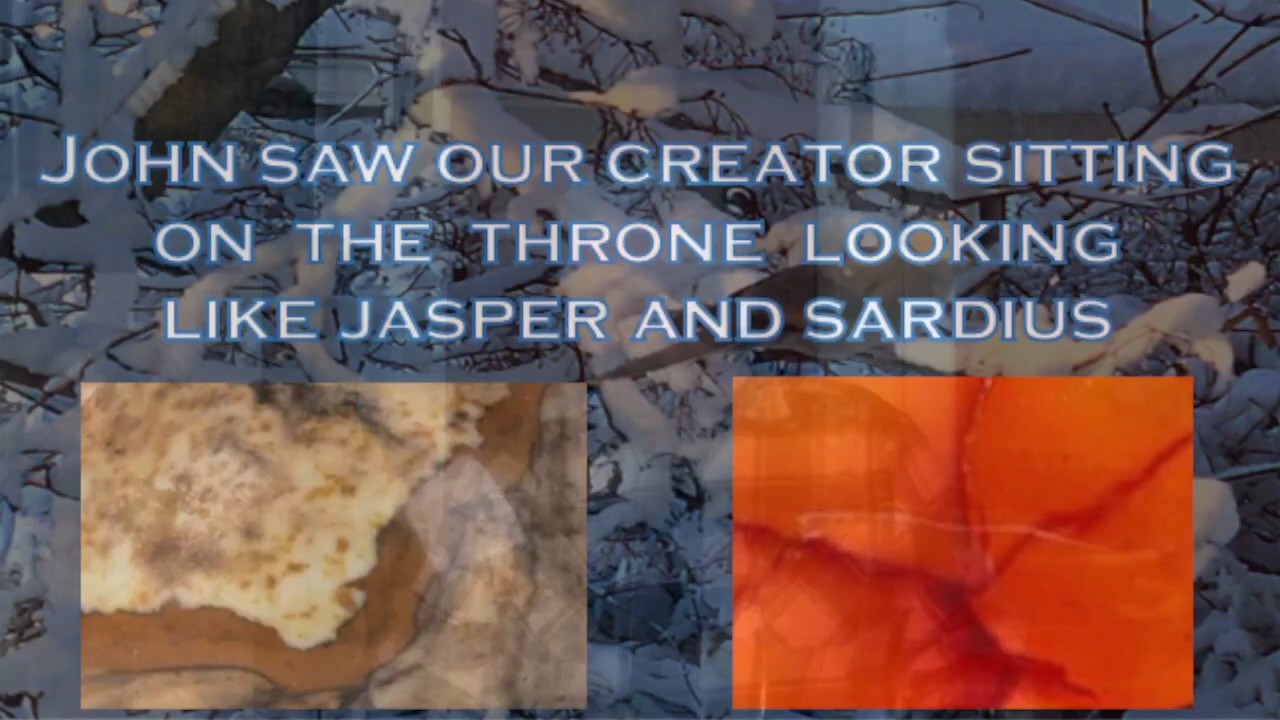 JOHN SAW OUR CREATOR SITTING
ON THE THRONE LOOKING
LIKE JASPER AND SARDIUS